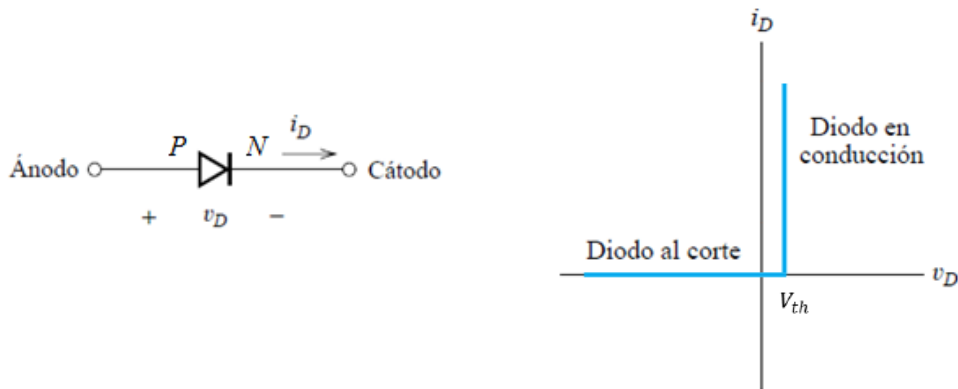 Ánodo
P
N
i_D
Cátodo
+
v_D
−
i_D
Diodo en
conducción
Diodo al corte
v_D
V_th